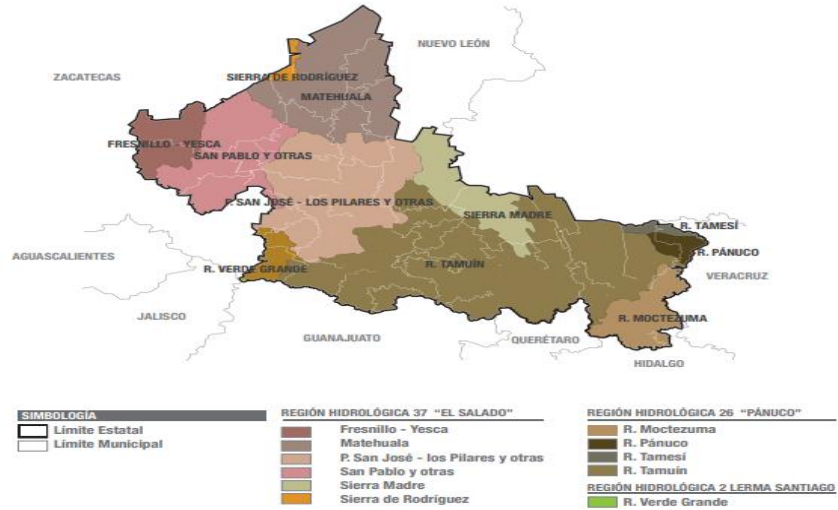 NUEVO LEÓN
ZACATECAS
SIERRA DE RODRÍGUEZ
MATEHUALA
FRESNILLO - YESCA
SAN PABLO Y OTRAS
P. SAN JOSÉ - LOS PILARES Y OTRAS
SIERRA MADRE
R. TAMESÍ
R. PÁNUCO
AGUASCALIENTES
R. VERDE GRANDE
R. TAMUÍN
VERACRUZ
JALISCO
R. MOCTEZUMA
GUANAJUATO
QUERÉTARO
HIDALGO
SIMBOLOGÍA
Límite Estatal
Límite Municipal
REGIÓN HIDROLÓGICA 37 "EL SALADO"
Fresnillo - Yesca
Matehuala
P. San José - los Pilares y otras
San Pablo y otras
Sierra Madre
Sierra de Rodríguez
REGIÓN HIDROLÓGICA 26 "PÁNUCO"
R. Moctezuma
R. Pánuco
R. Tamesí
R. Tamuín
REGIÓN HIDROLÓGICA 2 LERMA SANTIAGO
R. Verde Grande